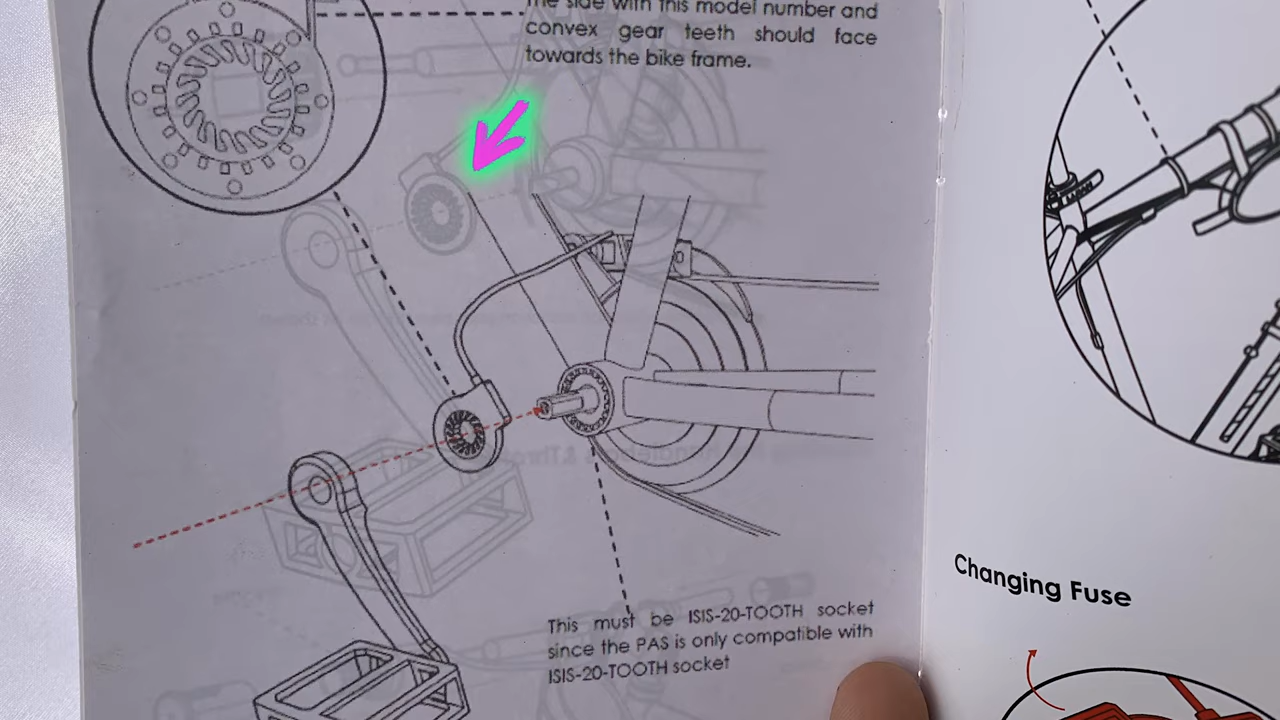 The side with this model number and
convex gear teeth should face
towards the bike frame.
This must be ISIS-20-TOOTH socket
since the PAS is only compatible with
ISIS-20-TOOTH socket
Changing Fuse